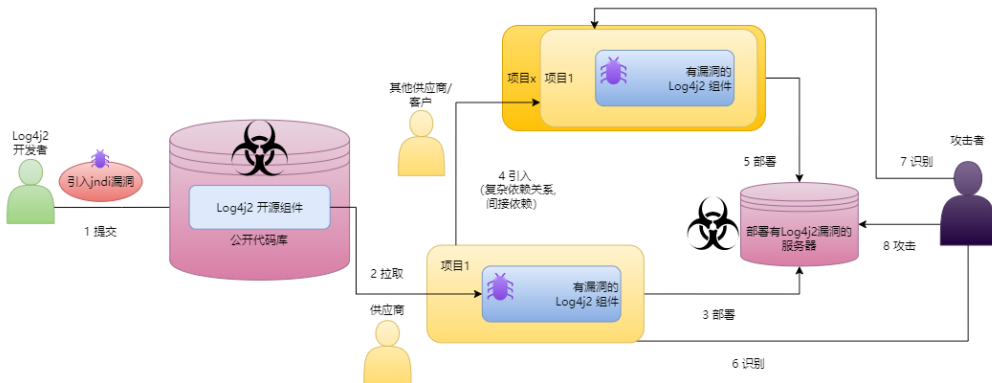 Log4j2
开发者
引入jndi漏洞
1 提交
Log4j2 开源组件
公开代码库
2 拉取
供应商
项目1
有漏洞的
Log4j2 组件
3 部署
其他供应商/
客户
4 引入
(复杂依赖关系,
间接依赖)
项目x
项目1
有漏洞的
Log4j2 组件
5 部署
部署有Log4j2漏洞的
服务器
6 识别
7 识别
8 攻击
攻击者